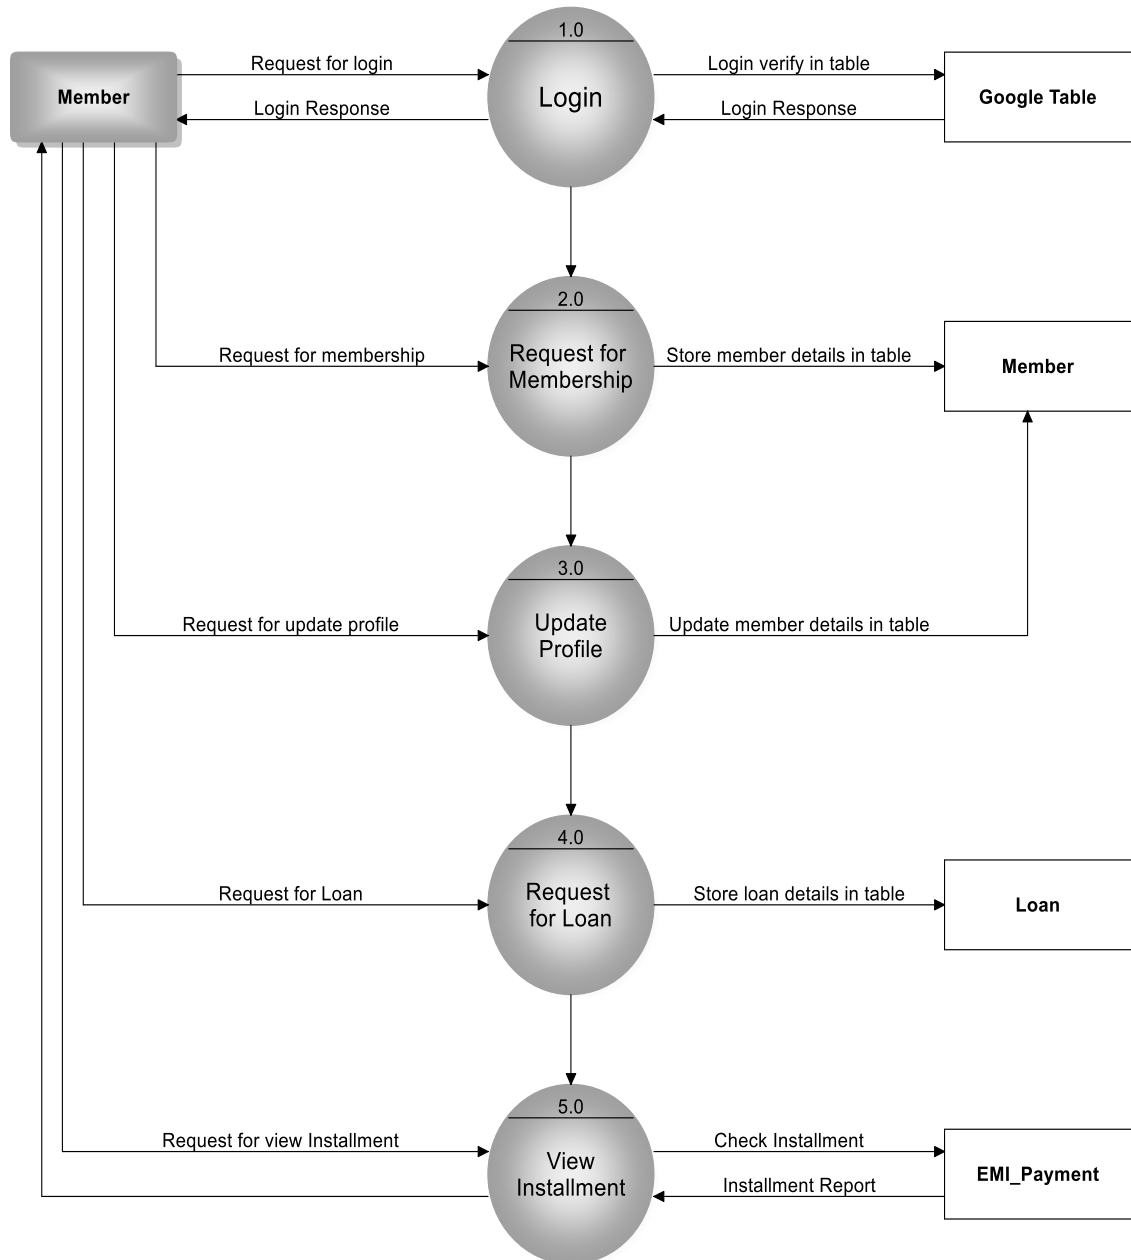 1.0
Request for login
Login verify in table
Member
Login
Google Table
Login Response
Login Response
2.0
Request for membership
Request for
Membership
Store member details in table
Member
3.0
Request for update profile
Update
Profile
Update member details in table
4.0
Request for Loan
Request
for Loan
Store loan details in table
Loan
5.0
Request for view Installment
Check Installment
View
Installment
EMI_Payment
Installment Report